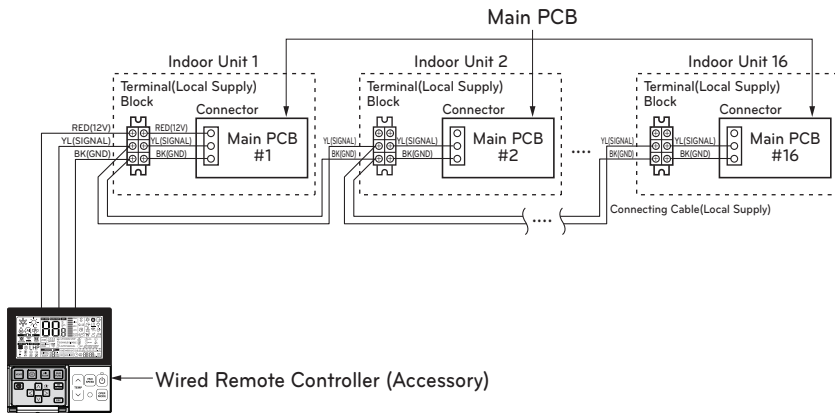 Main PCB
Indoor Unit 1
Indoor Unit 2
Indoor Unit 16
Terminal(Local Supply)
Block
Terminal(Local Supply)
Block
Terminal(Local Supply)
Block
Connector
Connector
Connector
RED(12V)
YL(SIGNAL)
BK(GND)
RED(12V)
YL(SIGNAL)
BK(GND)
Main PCB
#1
YL(SIGNAL)
BK(GND)
YL(SIGNAL)
BK(GND)
Main PCB
#2
....
YL(SIGNAL)
BK(GND)
YL(SIGNAL)
BK(GND)
Main PCB
#16
....
Connecting Cable(Local Supply)
TEMP
Wired Remote Controller (Accessory)